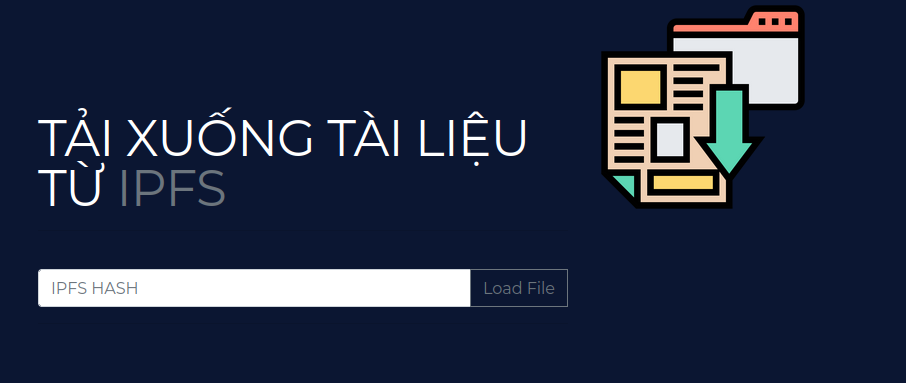 TẢI XUỐNG TÀI LIỆU
TỪ IPFS
IPFS HASH
Load File